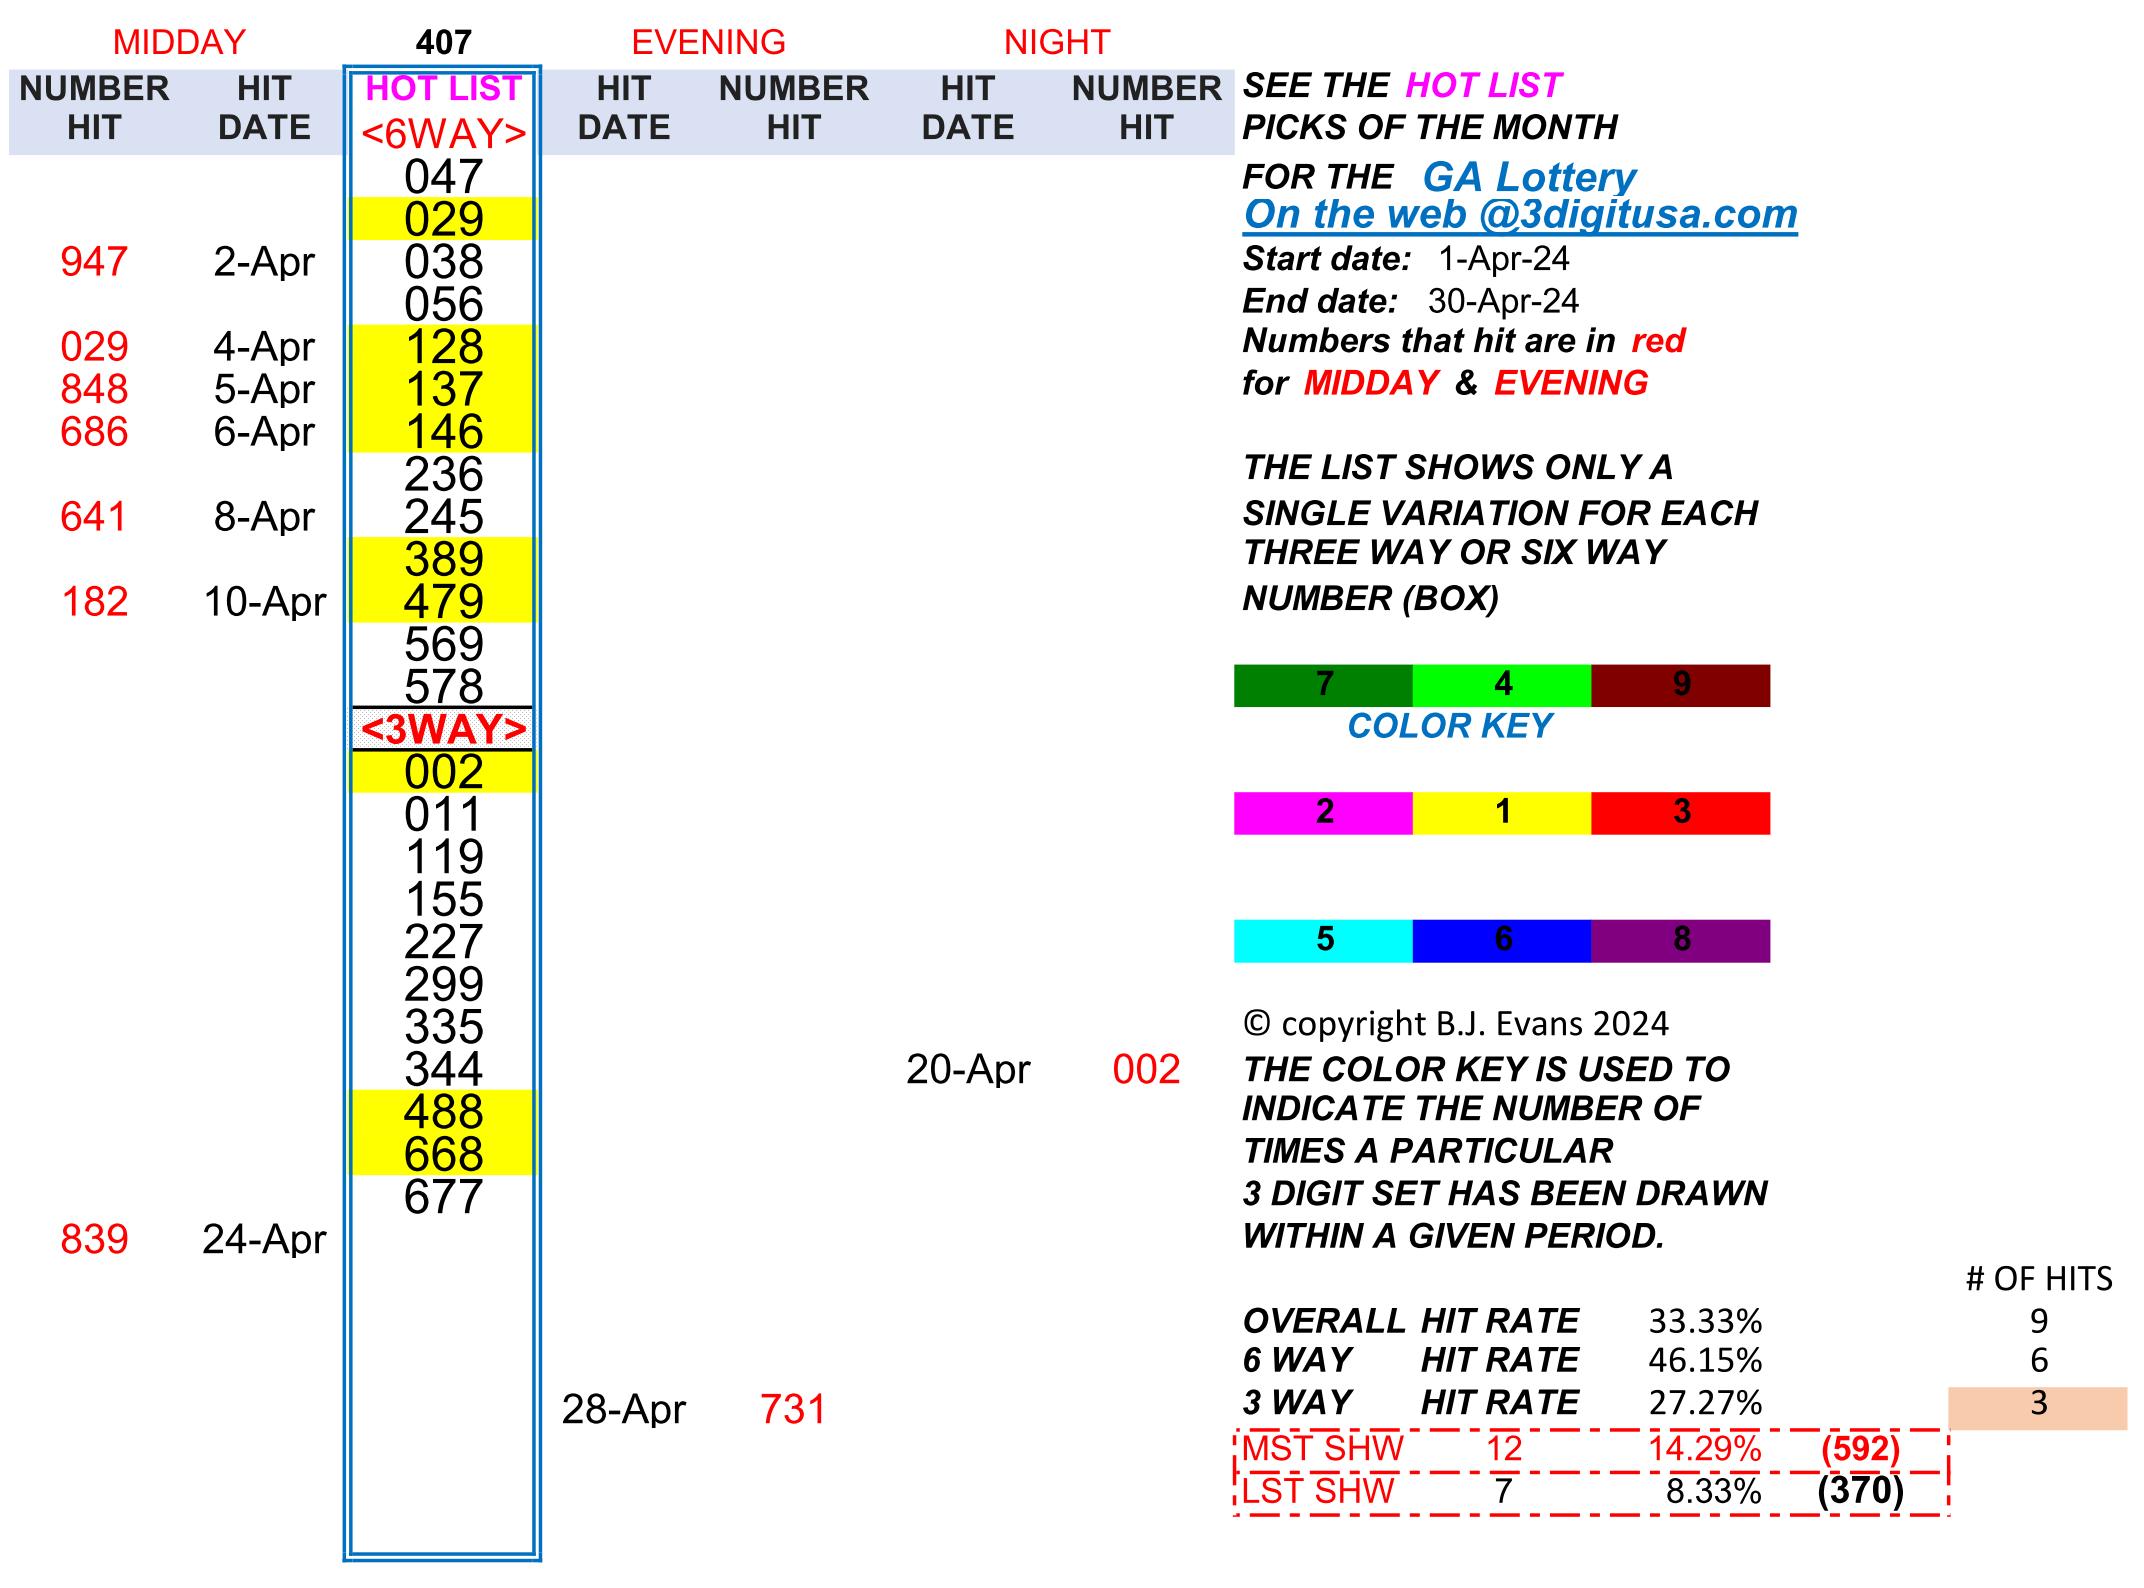 MIDDAY 407 EVENING NIGHT
NUMBER HIT HOT LIST HIT NUMBER HIT NUMBER SEE THE HOT LIST
HIT DATE <6WAY> DATE HIT DATE HIT PICKS OF THE MONTH
047 FOR THE GA Lottery
029 On the web @3digitusa.com
947 2-Apr 038 Start date: 1-Apr-24
056 End date: 30-Apr-24
029 4-Apr 128 Numbers that hit are in red
848 5-Apr 137 for MIDDAY & EVENING
686 6-Apr 146
236 THE LIST SHOWS ONLY A
641 8-Apr 245 SINGLE VARIATION FOR EACH
389 THREE WAY OR SIX WAY
182 10-Apr 479 NUMBER (BOX)
569
578 7 4 9
<3WAY> COLOR KEY
002
011 2 1 3
119
155
227 5 6 8
299
335 © copyright B.J. Evans 2024
344 20-Apr 002 THE COLOR KEY IS USED TO
488 INDICATE THE NUMBER OF
668 TIMES A PARTICULAR
677 3 DIGIT SET HAS BEEN DRAWN
839 24-Apr WITHIN A GIVEN PERIOD.
# OF HITS
OVERALL HIT RATE 33.33% 9
6 WAY HIT RATE 46.15% 6
28-Apr 731 3 WAY HIT RATE 27.27% 3
MST SHW 12 14.29% (592)
LST SHW 7 8.33% (370)